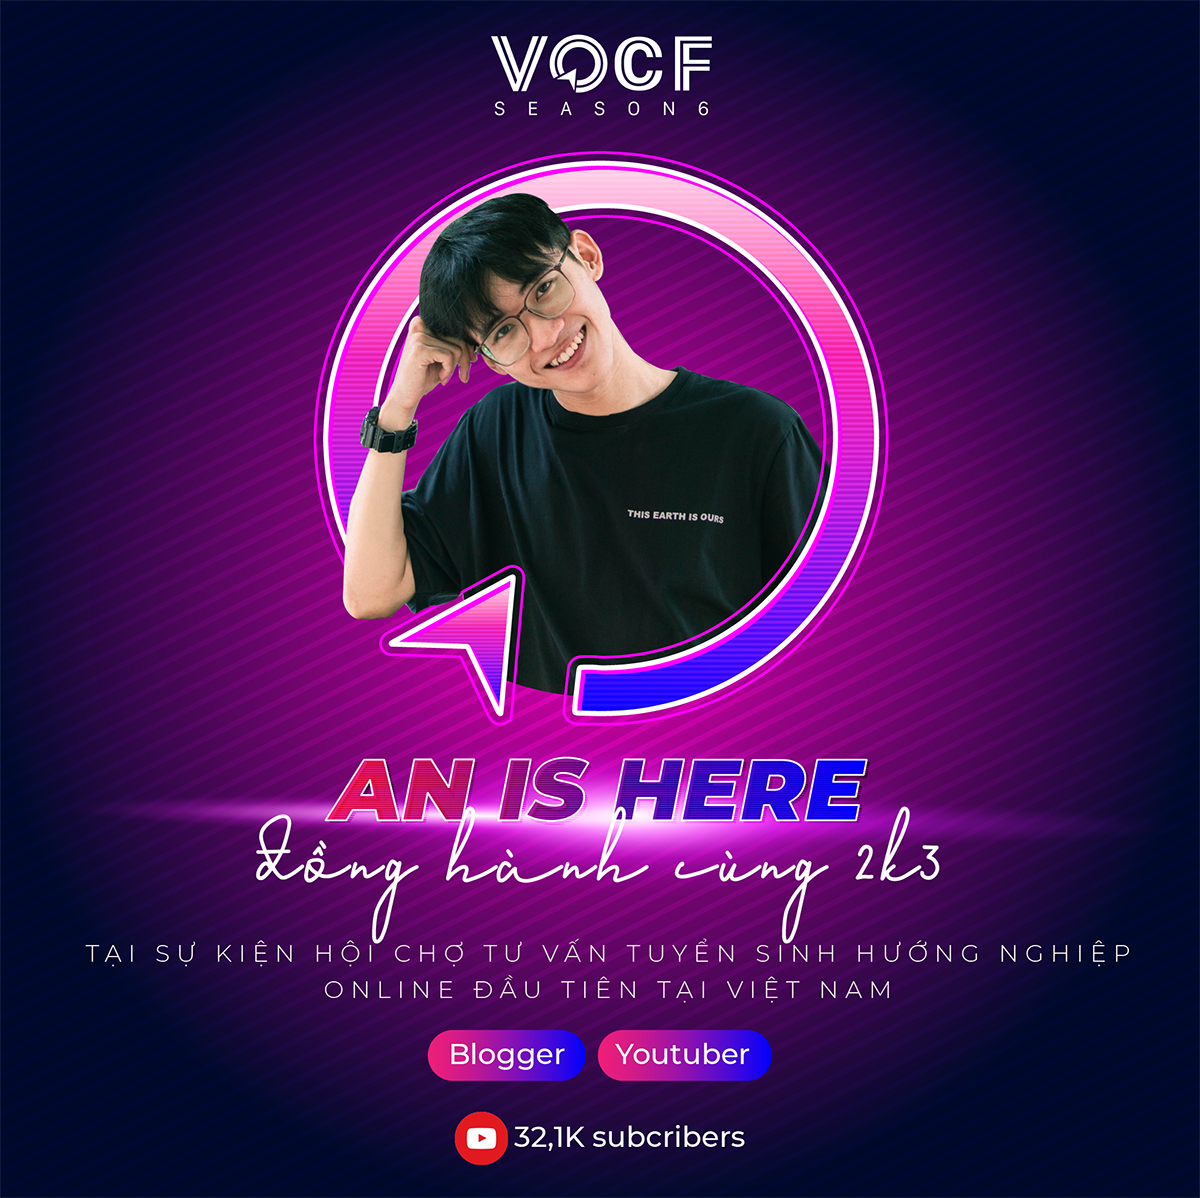 VOCF
SEASON 6
THIS EARTH IS OURS
AN IS HERE
đồng hành cùng 2k3
TẠI SỰ KIỆN HỘI CHỢ TƯ VẤN TUYỂN SINH HƯỚNG NGHIỆP
ONLINE ĐẦU TIÊN TẠI VIỆT NAM
Blogger Youtuber
32,1K subcribers